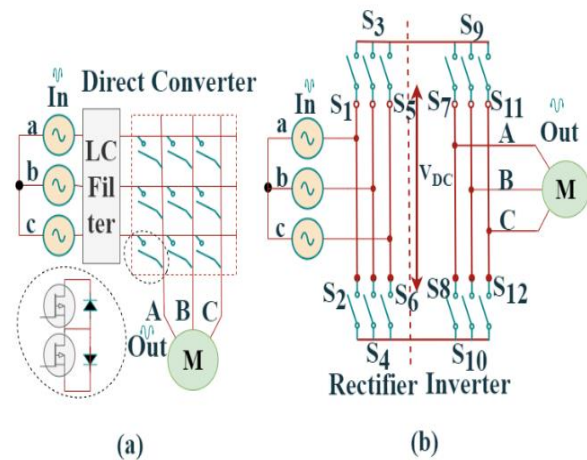 Direct Converter
In
a
b
c
LC
Fil
ter
A B C
Out
M
(a)
S3
S9
In
S1
S5
S7
S11
Out
a
b
c
VDC
A
B
C
M
S2
S6
S8
S12
S4
S10
Rectifier Inverter
(b)